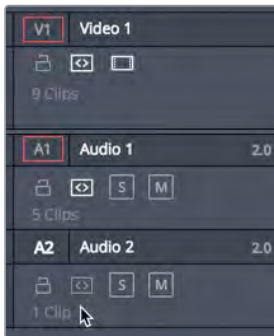 V1 Video 1
9 Clips
A1 Audio 1 2.0
S M
5 Clips
A2 Audio 2 2.0
S M
1 Clip